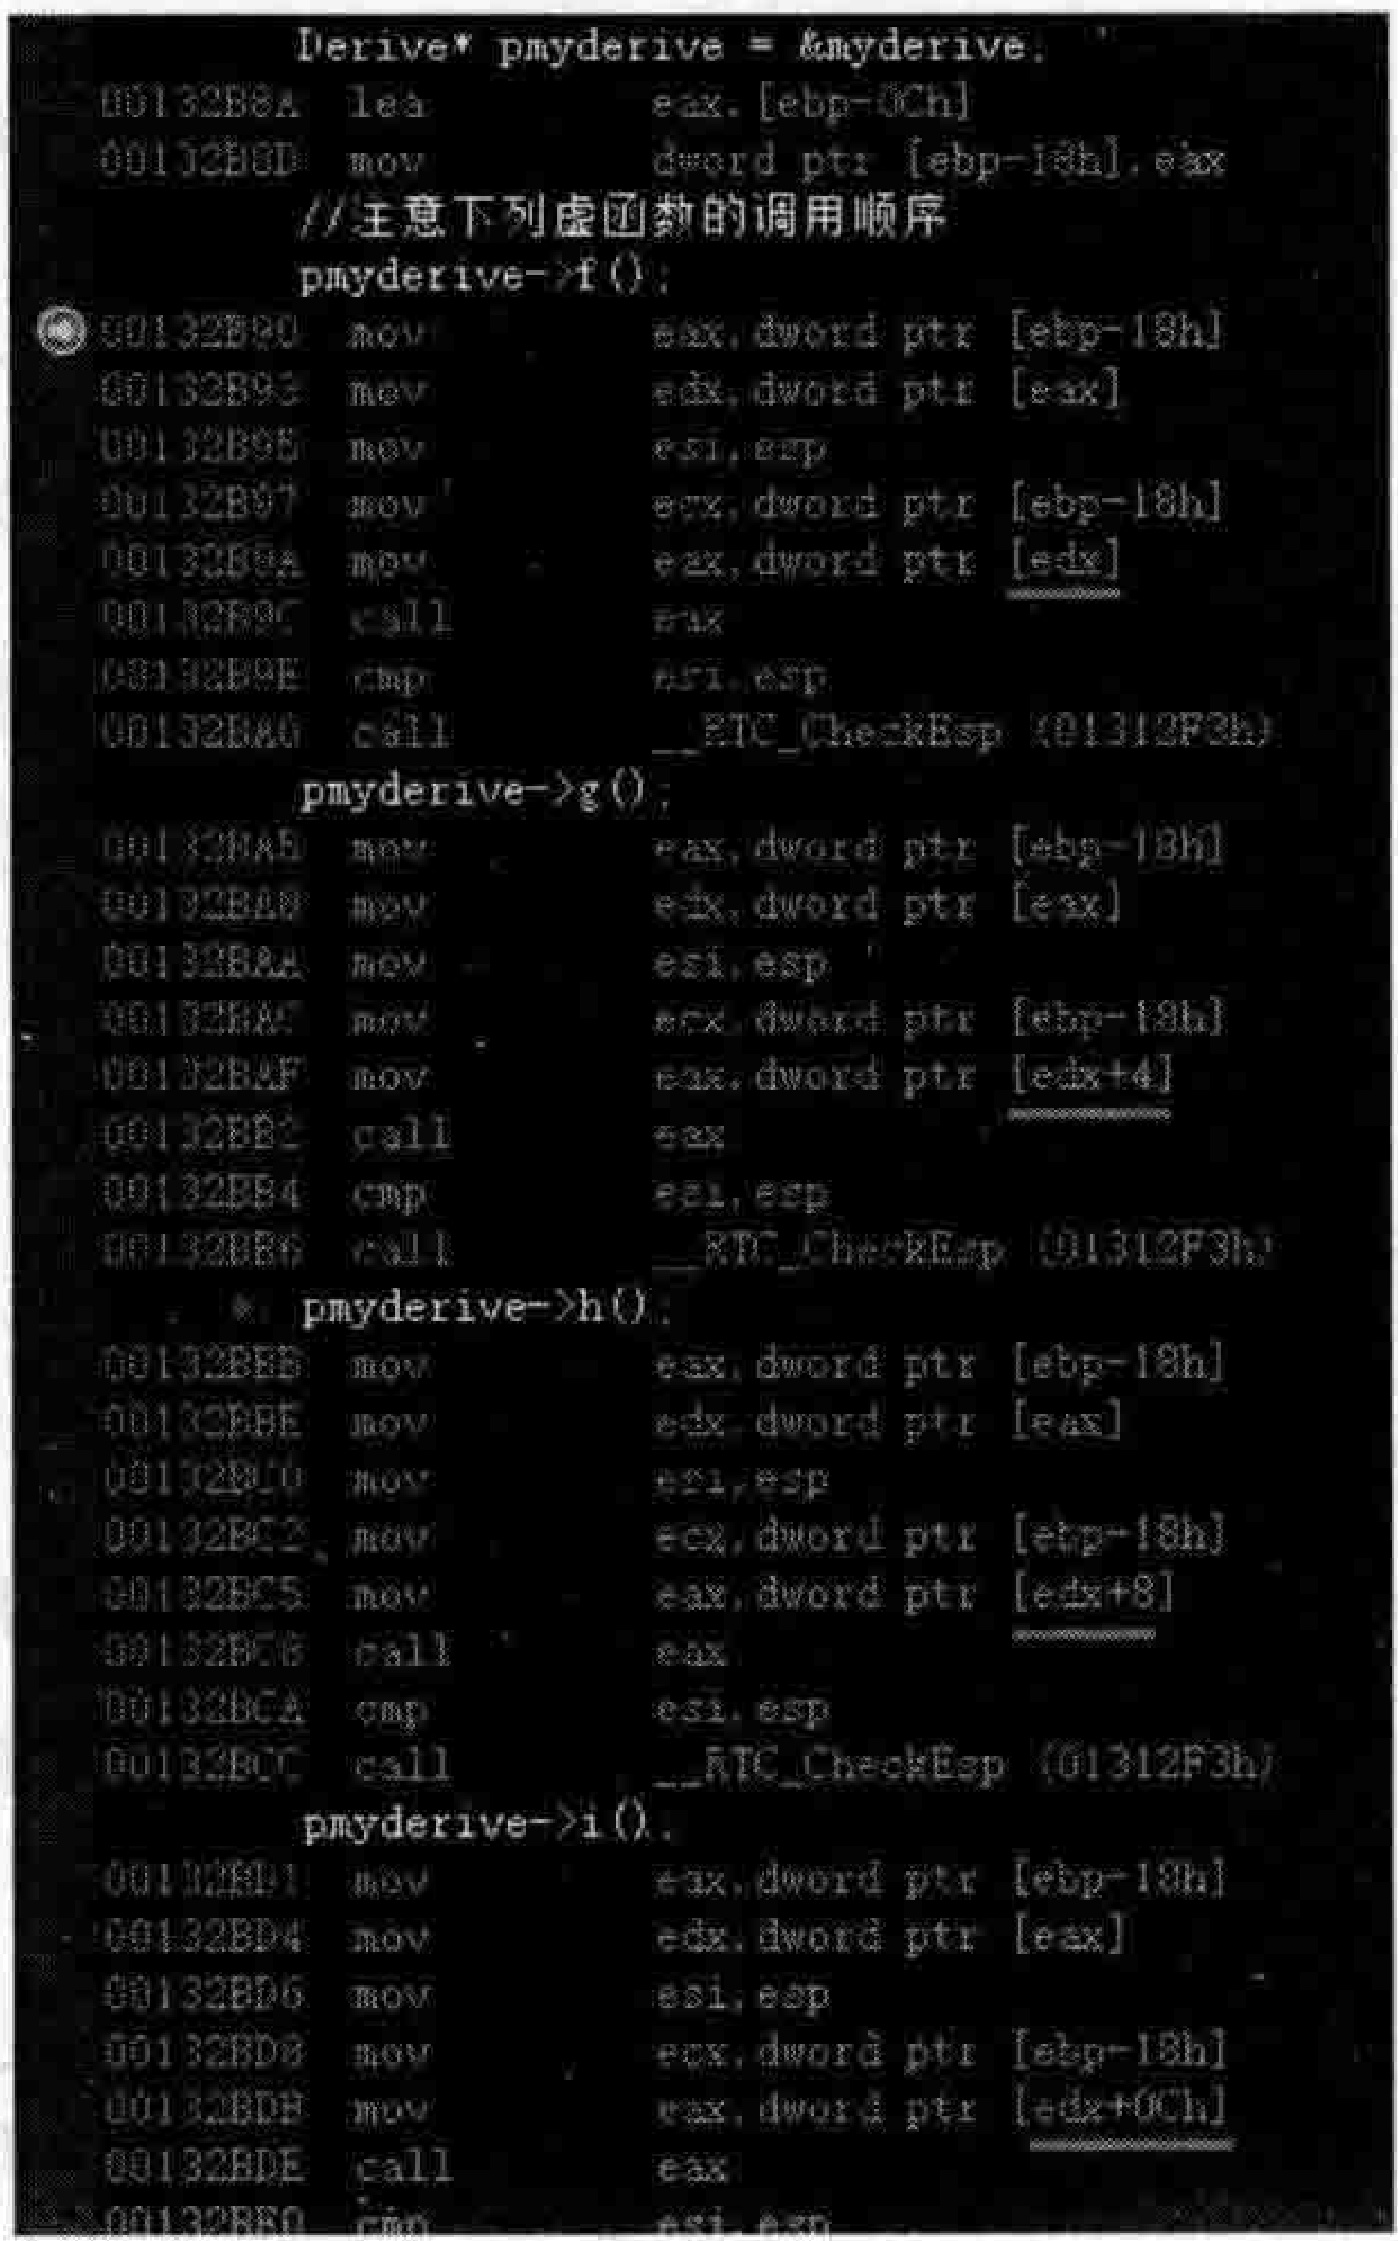 Derive* pmyderive = &myderive;
00132B8A lea eax,[ebp-0Ch]
00132B8D mov dword ptr [ebp-18h],eax
//注意下列虚函数的调用顺序
pmyderive->f();
00132B90 mov eax,dword ptr [ebp-18h]
00132B93 mov edx,dword ptr [eax]
00132B95 mov esi,esp
00132B97 mov ecx,dword ptr [ebp-18h]
00132B9A mov eax,dword ptr [edx]
00132B9C call eax
00132B9E cmp esi,esp
00132BA0 call __RTC_CheckEsp (01312F3h)
pmyderive->g();
00132BA5 mov eax,dword ptr [ebp-18h]
00132BA8 mov edx,dword ptr [eax]
00132BAA mov esi,esp
00132BAC mov ecx,dword ptr [ebp-18h]
00132BAF mov eax,dword ptr [edx+4]
00132BB2 call eax
00132BB4 cmp esi,esp
00132BB6 call __RTC_CheckEsp (01312F3h)
pmyderive->h();
00132BBB mov eax,dword ptr [ebp-18h]
00132BBE mov edx,dword ptr [eax]
00132BC0 mov esi,esp
00132BC2 mov ecx,dword ptr [ebp-18h]
00132BC5 mov eax,dword ptr [edx+8]
00132BC8 call eax
00132BCA cmp esi,esp
00132BCC call __RTC_CheckEsp (01312F3h)
pmyderive->i();
00132BD1 mov eax,dword ptr [ebp-18h]
00132BD4 mov edx,dword ptr [eax]
00132BD6 mov esi,esp
00132BD8 mov ecx,dword ptr [ebp-18h]
00132BDB mov eax,dword ptr [edx+0Ch]
00132BDE call eax
00132BE0 cmp esi,esp